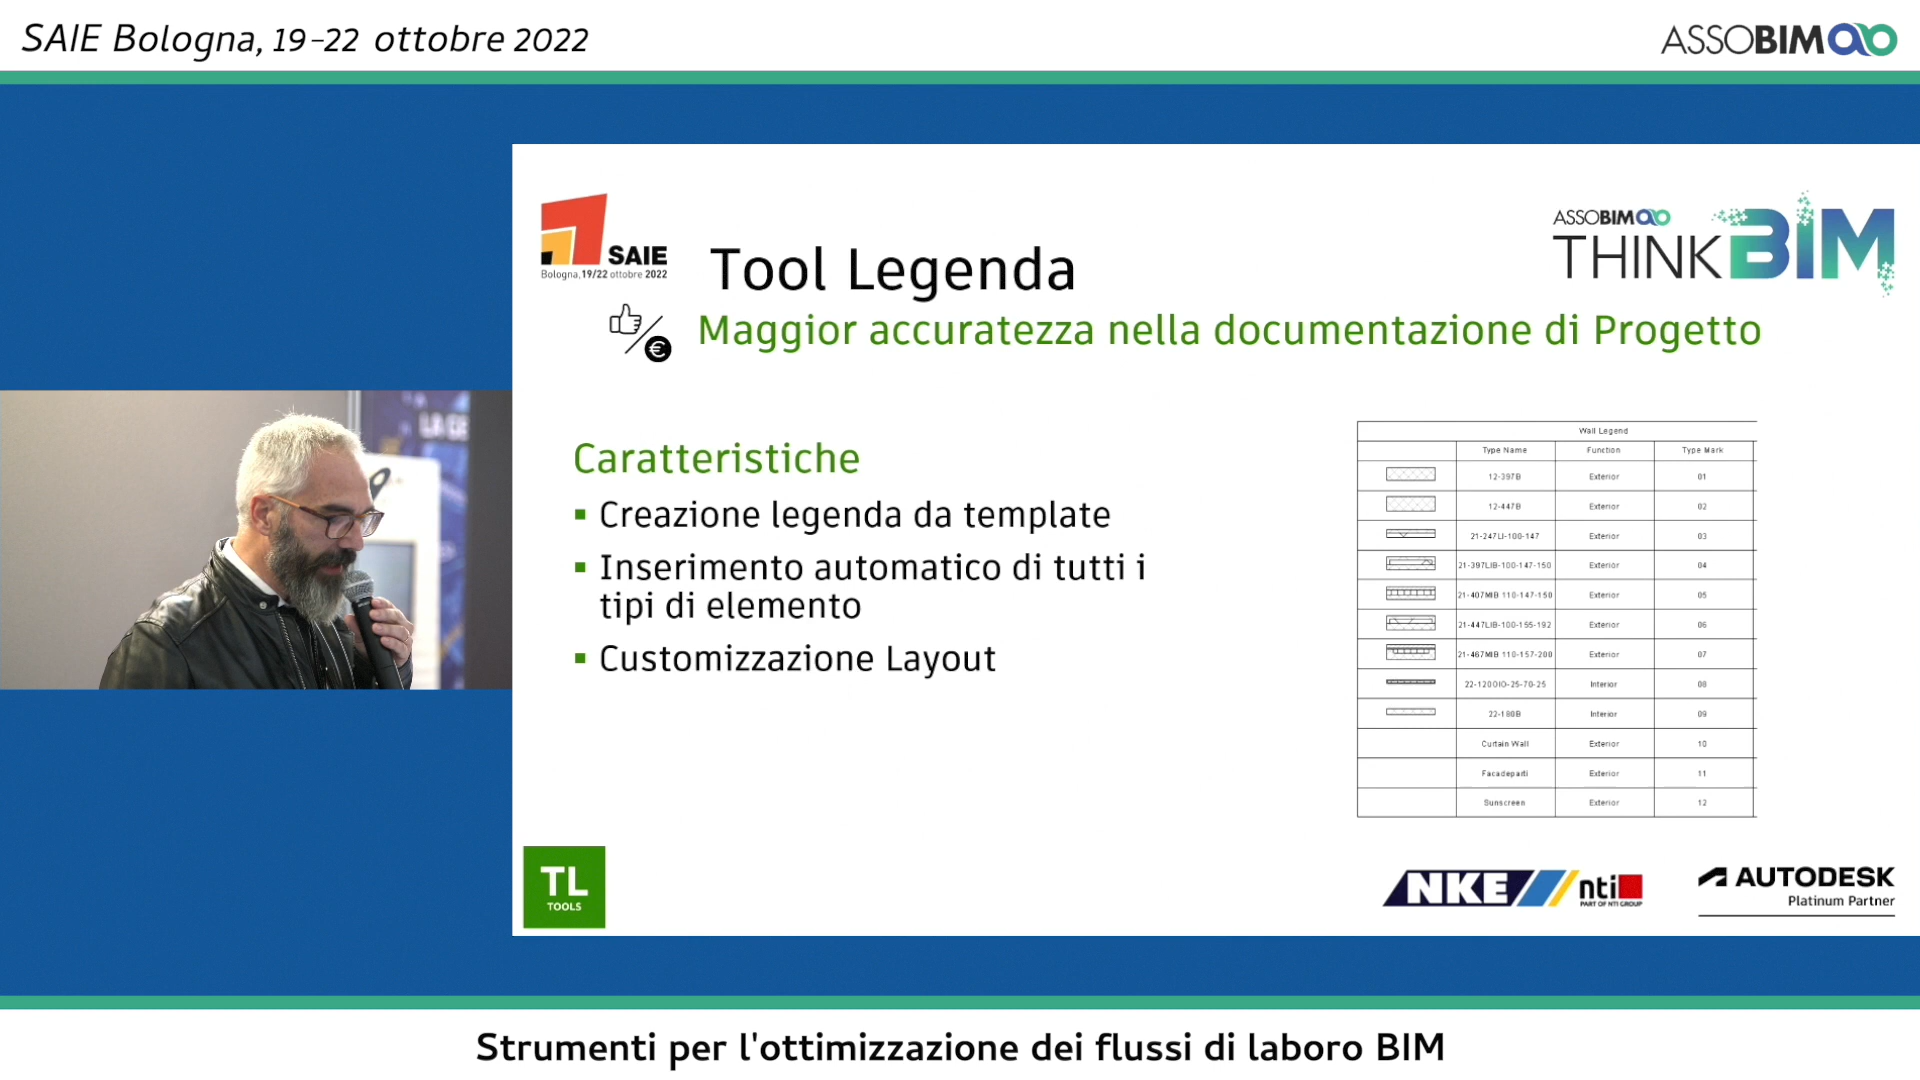 SAIE Bologna, 19-22 ottobre 2022
ASSOBIM
SAIE
Bologna, 19/22 ottobre 2022
Tool Legenda
ASSOBIM
THINKBIM
€
Maggior accuratezza nella documentazione di Progetto
LA GE
Caratteristiche
▪ Creazione legenda da template
▪ Inserimento automatico di tutti i
tipi di elemento
▪ Customizzazione Layout
Wall Legend
Type Name Function Type Mark
12-397B Exterior 01
12-447B Exterior 02
21-247LI-100-147 Exterior 03
21-397LIB-100-147-150 Exterior 04
21-407MIB 110-147-150 Exterior 05
21-447LIB-100-155-192 Exterior 06
21-467MIB 110-157-200 Exterior 07
22-120OIO-25-70-25 Interior 08
22-180B Interior 09
Curtain Wall Exterior 10
Facadeparti Exterior 11
Sunscreen Exterior 12
TL
TOOLS
NKE nti
PART OF NTI GROUP
AUTODESK
Platinum Partner
Strumenti per l'ottimizzazione dei flussi di laboro BIM